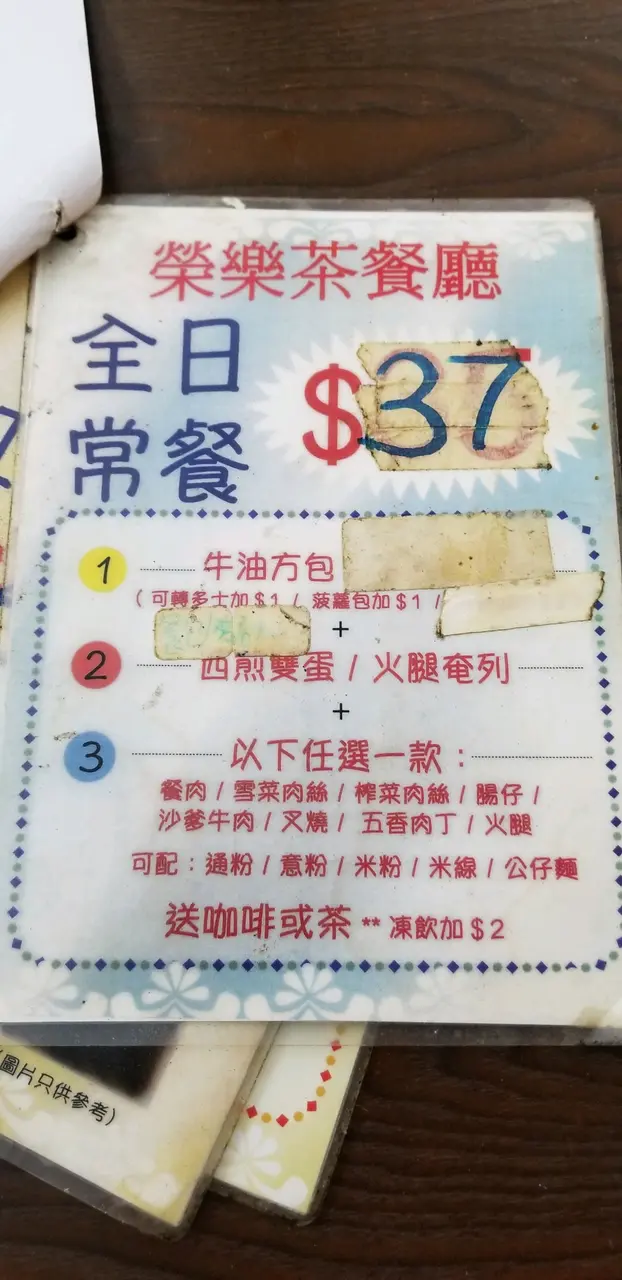 榮樂茶餐廳
全日
常餐
$37
1 牛油方包
(可轉多士加$1 / 菠蘿包加$1 /
+
2 西煎雙蛋 / 火腿奄列
+
3 以下任選一款：
餐肉 / 雪菜肉絲 / 榨菜肉絲 / 腸仔 /
沙爹牛肉 / 叉燒 / 五香肉丁 / 火腿
可配：通粉 / 意粉 / 米粉 / 米線 / 公仔麵
送咖啡或茶 ** 凍飲加$2
圖片只供參考)